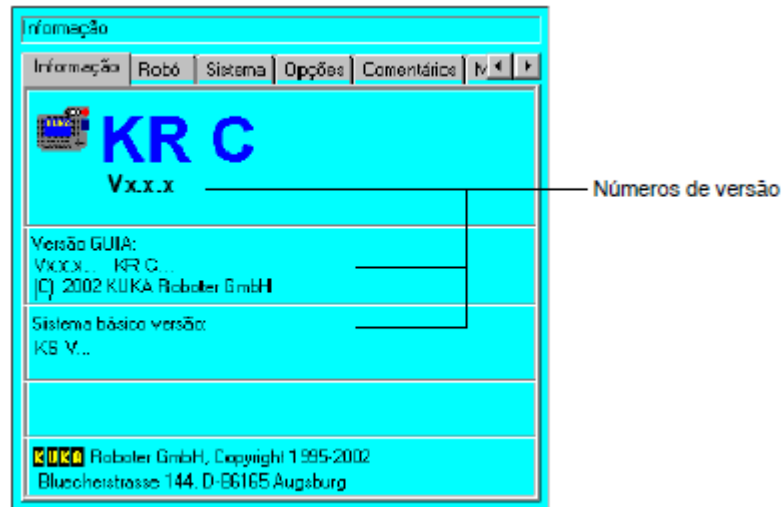 Informação
Informação Robó Sistema Opções Comentários
KR C
Vx.x.x
Números de versão
Versão GUIA:
Vx.x.x... KR C...
(C) 2002 KUKA Roboter GmbH
Sistema básico versão:
KS V...
KUKA Roboter GmbH, Copyright 1995-2002
Bluecherstrasse 144. D-86165 Augsburg